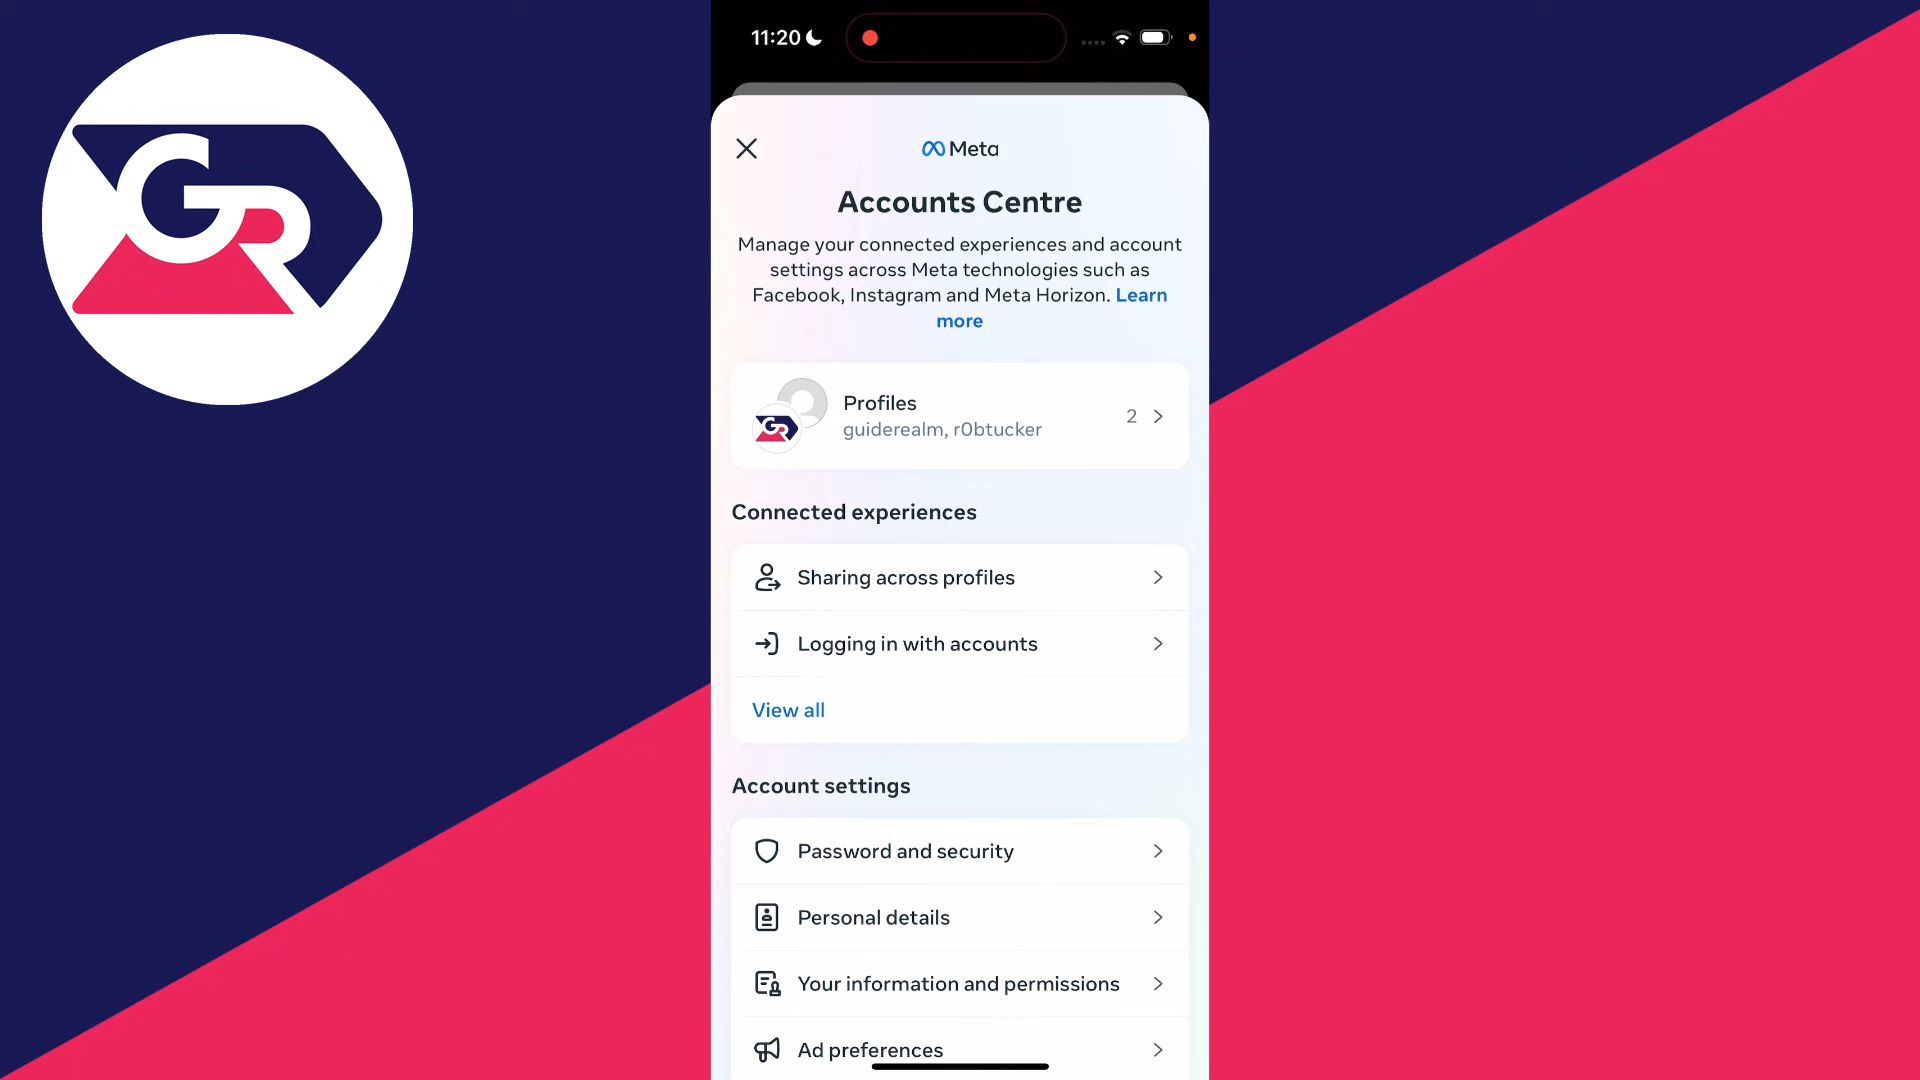 GR
11:20
Meta
Accounts Centre
Manage your connected experiences and account
settings across Meta technologies such as
Facebook, Instagram and Meta Horizon. Learn
more
Profiles
guiderealm, r0btucker
2
GR
Connected experiences
Sharing across profiles
Logging in with accounts
View all
Account settings
Password and security
Personal details
Your information and permissions
Ad preferences